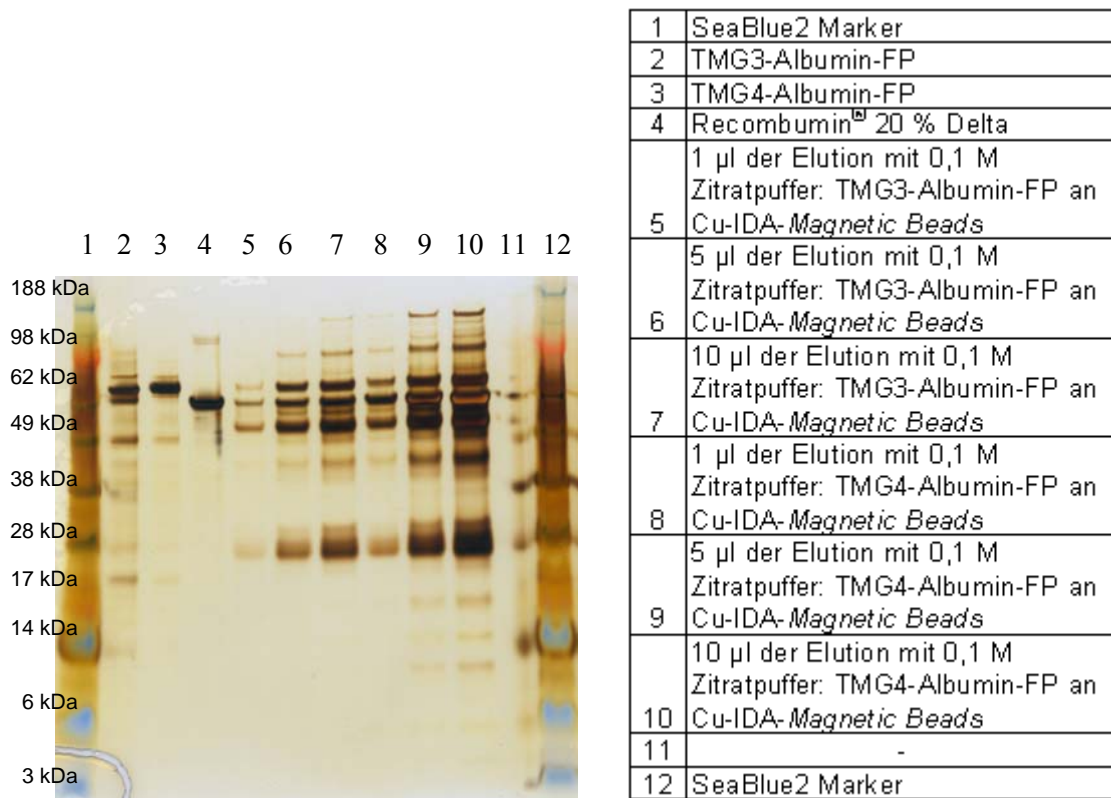 1 2 3 4 5 6 7 8 9 10 11 12
188 kDa
98 kDa
62 kDa
49 kDa
38 kDa
28 kDa
17 kDa
14 kDa
6 kDa
3 kDa
1 SeaBlue2 Marker
2 TMG3-Albumin-FP
3 TMG4-Albumin-FP
4 Recombumin® 20 % Delta
1 µl der Elution mit 0,1 M
Zitratpuffer: TMG3-Albumin-FP an
5 Cu-IDA-Magnetic Beads
5 µl der Elution mit 0,1 M
Zitratpuffer: TMG3-Albumin-FP an
6 Cu-IDA-Magnetic Beads
10 µl der Elution mit 0,1 M
Zitratpuffer: TMG3-Albumin-FP an
7 Cu-IDA-Magnetic Beads
1 µl der Elution mit 0,1 M
Zitratpuffer: TMG4-Albumin-FP an
8 Cu-IDA-Magnetic Beads
5 µl der Elution mit 0,1 M
Zitratpuffer: TMG4-Albumin-FP an
9 Cu-IDA-Magnetic Beads
10 µl der Elution mit 0,1 M
Zitratpuffer: TMG4-Albumin-FP an
10 Cu-IDA-Magnetic Beads
11 -
12 SeaBlue2 Marker